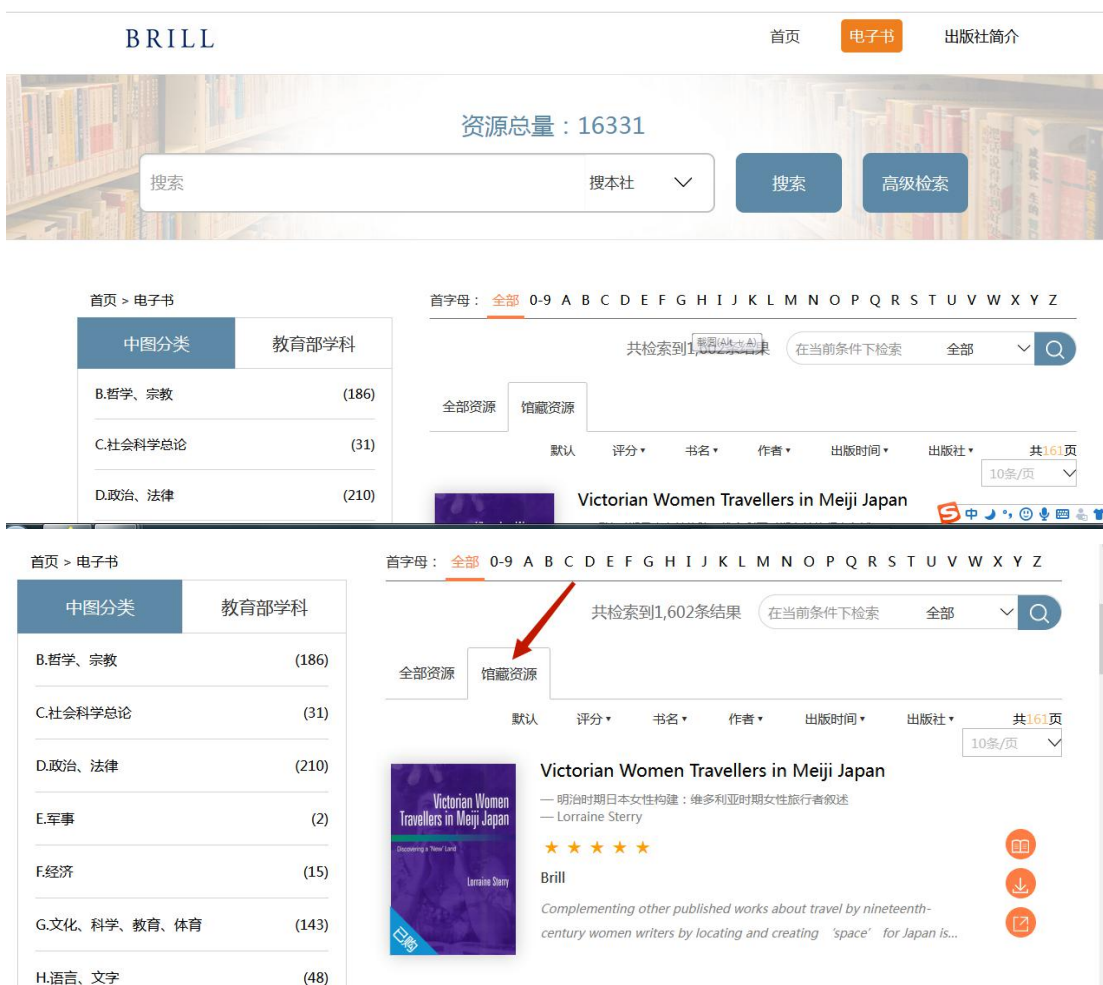 BRILL
首页 电子书 出版社简介
资源总量：16331
搜索 搜本社 搜索 高级检索
首页 > 电子书
首字母： 全部 0-9 A B C D E F G H I J K L M N O P Q R S T U V W X Y Z
中图分类 教育部学科
共检索到1,602条结果 在当前条件下检索 全部
B.哲学、宗教 (186)
全部资源 馆藏资源
C.社会科学总论 (31)
默认 评分 书名 作者 出版时间 出版社 共161页
10条/页
D.政治、法律 (210)
Victorian Women Travellers in Meiji Japan
中
首页 > 电子书
首字母： 全部 0-9 A B C D E F G H I J K L M N O P Q R S T U V W X Y Z
中图分类 教育部学科
共检索到1,602条结果 在当前条件下检索 全部
B.哲学、宗教 (186)
全部资源 馆藏资源
C.社会科学总论 (31)
默认 评分 书名 作者 出版时间 出版社 共161页
10条/页
D.政治、法律 (210)
E.军事 (2)
F.经济 (15)
G.文化、科学、教育、体育 (143)
H.语言、文字 (48)
Victorian Women
Travellers in Meiji Japan
Discovering a 'New' Land
Lorraine Sterry
已购
Victorian Women Travellers in Meiji Japan
— 明治时期日本女性构建：维多利亚时期女性旅行者叙述
— Lorraine Sterry
Brill
Complementing other published works about travel by nineteenth-
century women writers by locating and creating ‘space’ for Japan is...